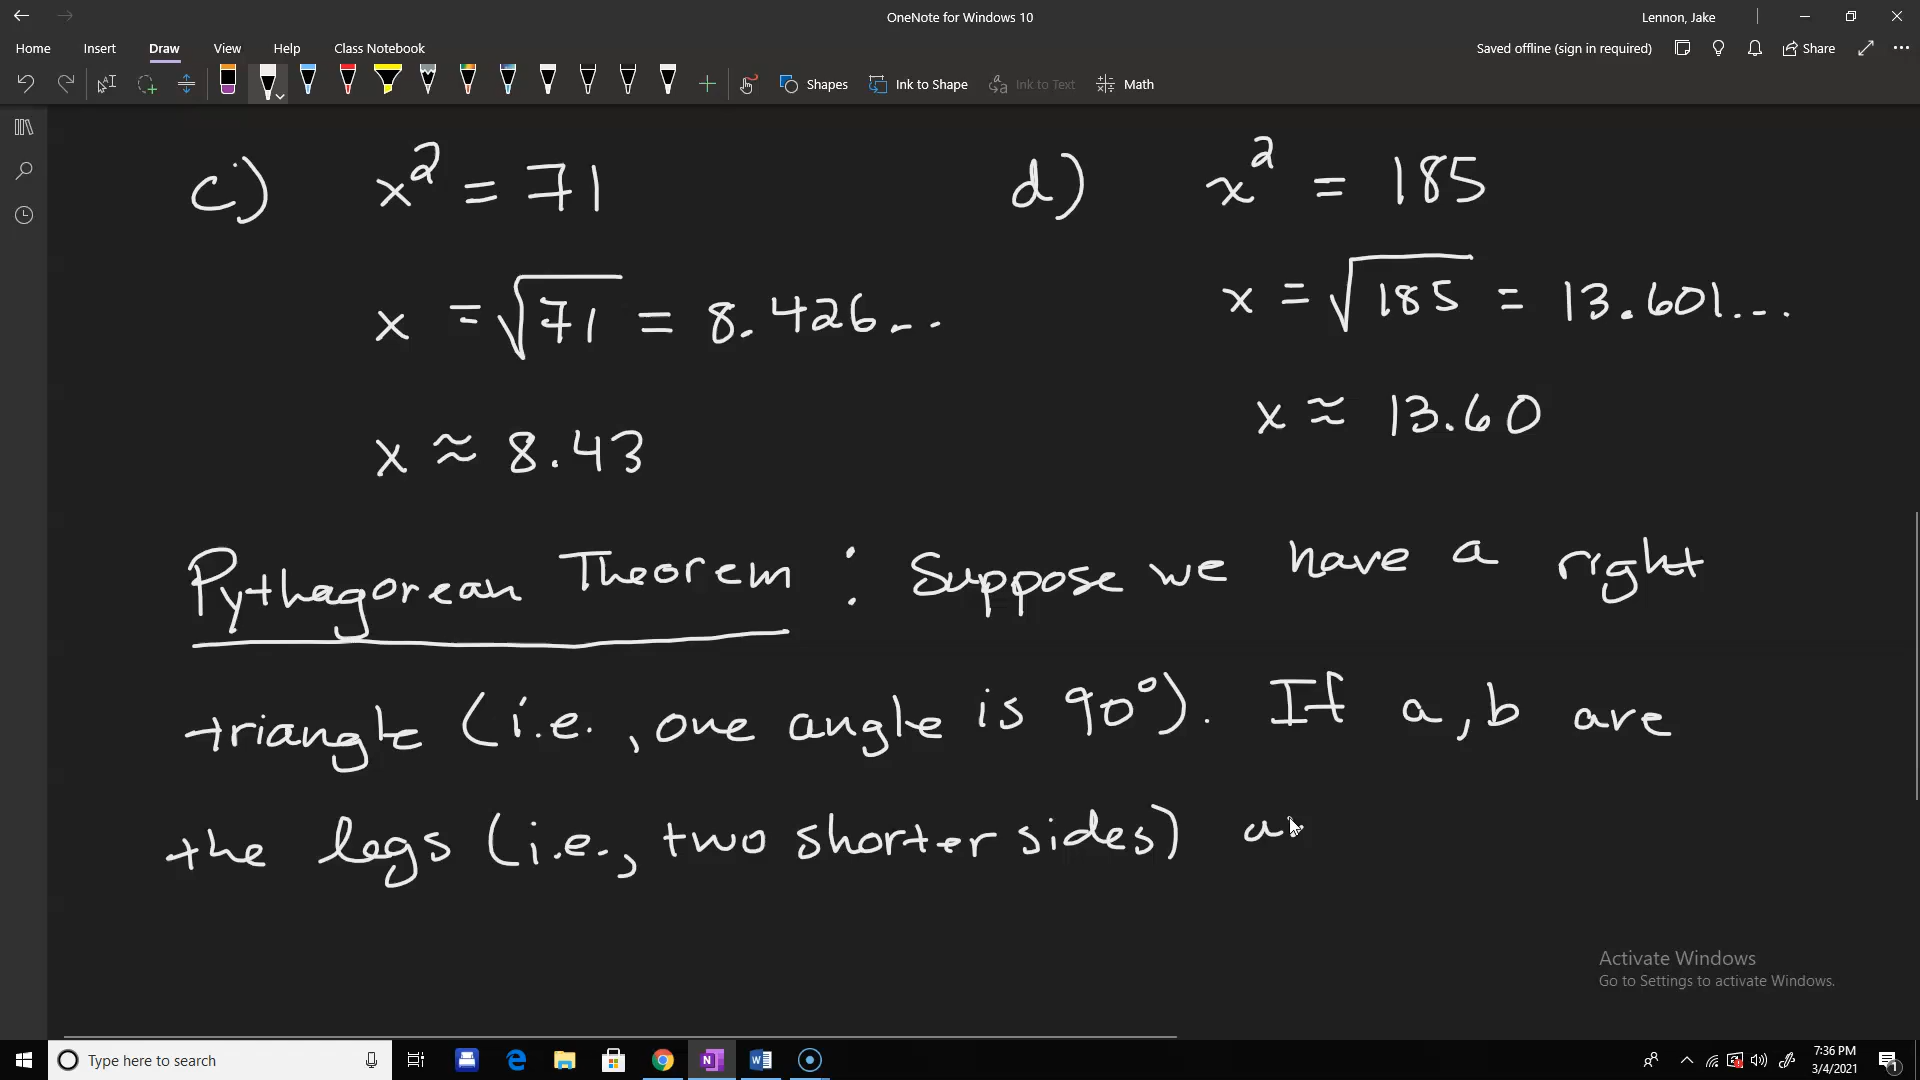 OneNote for Windows 10
Lennon, Jake
Home Insert Draw View Help Class Notebook
Saved offline (sign in required)
Share
Shapes
Ink to Shape
Ink to Text
Math
c) x² = 71
d) x² = 185
x = √71 = 8.426...
x = √185 = 13.601...
x ≈ 8.43
x ≈ 13.60
Pythagorean Theorem : Suppose we have a right
triangle (i.e., one angle is 90°). If a, b are
the legs (i.e., two shorter sides)
Activate Windows
Go to Settings to activate Windows.
Type here to search
7:36 PM
3/4/2021
1